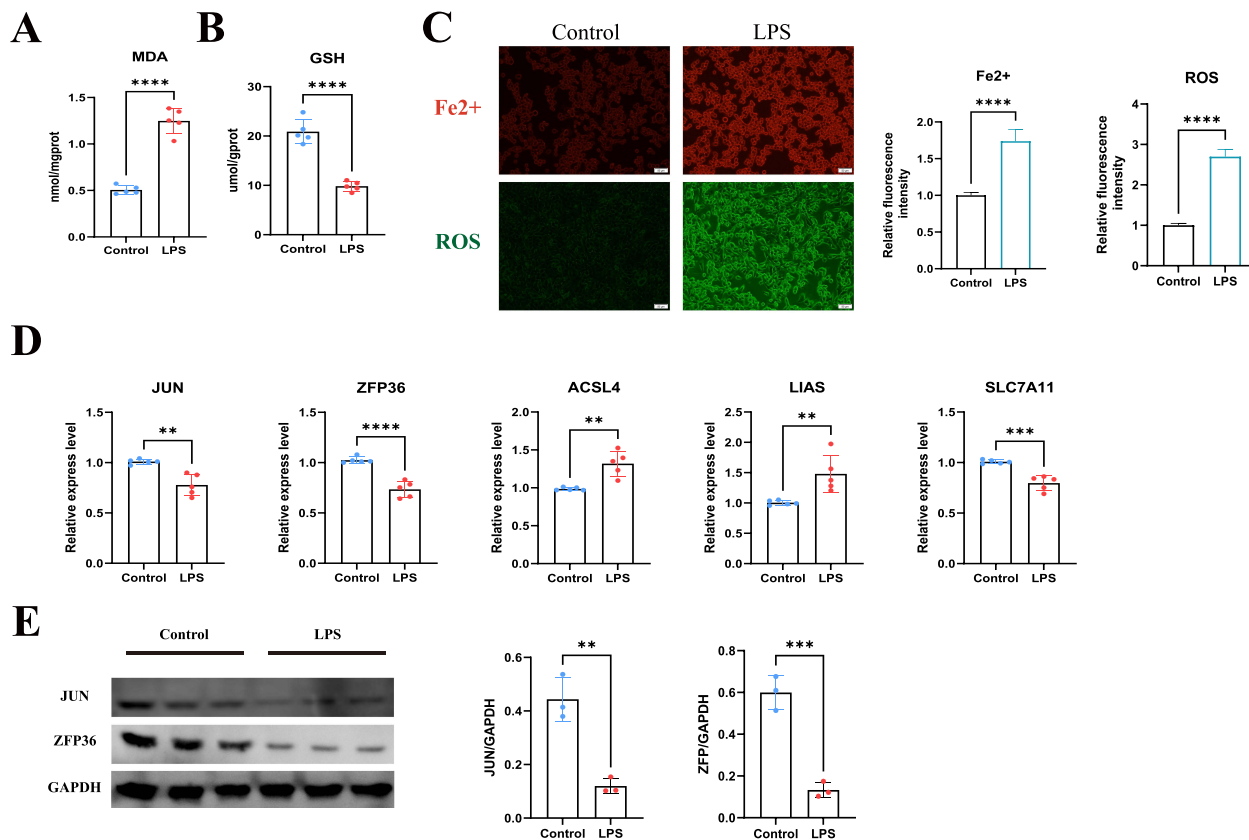 A
B
C
MDA
****
nmol/mgprot
1.5
1.0
0.5
0.0
Control LPS
GSH
****
umol/gprot
30
20
10
0
Control LPS
Control LPS
Fe2+
ROS
Fe2+
****
Relative fluorescence
intensity
2.0
1.5
1.0
0.5
0.0
Control LPS
ROS
****
Relative fluorescence
intensity
4
3
2
1
0
Control LPS
D
JUN
**
Relative express level
1.5
1.0
0.5
0.0
Control LPS
ZFP36
****
Relative express level
1.5
1.0
0.5
0.0
Control LPS
ACSL4
**
Relative express level
2.0
1.5
1.0
0.5
0.0
Control LPS
LIAS
**
Relative express level
2.0
1.5
1.0
0.5
0.0
Control LPS
SLC7A11
***
Relative express level
1.5
1.0
0.5
0.0
Control LPS
E
Control LPS
JUN
ZFP36
GAPDH
**
JUN/GAPDH
0.6
0.4
0.2
0.0
Control LPS
***
ZFP/GAPDH
0.8
0.6
0.4
0.2
0.0
Control LPS